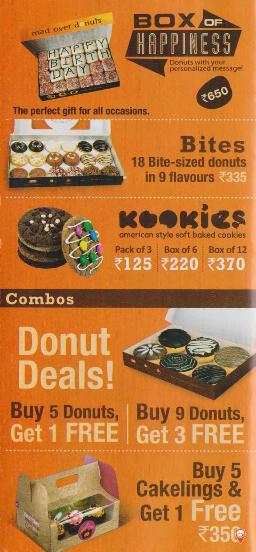 mad over donuts
HAPPY
BIRTH
DAY
BOX OF
HAPPINESS
Donuts with your
personalized message!
₹650
The perfect gift for all occasions.
Bites
18 Bite-sized donuts
in 9 flavours ₹335
KOOKIES
american style soft baked cookies
Pack of 3 | Box of 6 | Box of 12
₹125 | ₹220 | ₹370
Combos
Donut
Deals!
Buy 5 Donuts,
Get 1 FREE
Buy 9 Donuts,
Get 3 FREE
Buy 5
Cakelings &
Get 1 Free
₹350